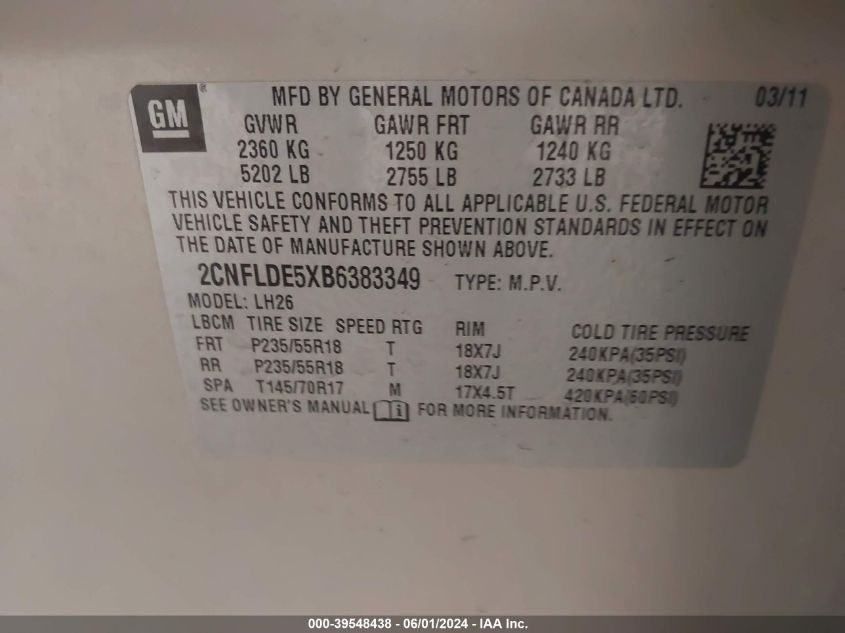 GM
MFD BY GENERAL MOTORS OF CANADA LTD. 03/11
GVWR GAWR FRT GAWR RR
2360 KG 1250 KG 1240 KG
5202 LB 2755 LB 2733 LB
THIS VEHICLE CONFORMS TO ALL APPLICABLE U.S. FEDERAL MOTOR
VEHICLE SAFETY AND THEFT PREVENTION STANDARDS IN EFFECT ON
THE DATE OF MANUFACTURE SHOWN ABOVE.
2CNFLDE5XB6383349 TYPE: M.P.V.
MODEL: LH26
LBCM TIRE SIZE SPEED RTG RIM COLD TIRE PRESSURE
FRT P235/55R18 T 18X7J 240KPA(35PSI)
RR P235/55R18 T 18X7J 240KPA(35PSI)
SPA T145/70R17 M 17X4.5T 420KPA(60PSI)
SEE OWNER'S MANUAL FOR MORE INFORMATION.
000-39548438 - 06/01/2024 - IAA Inc.